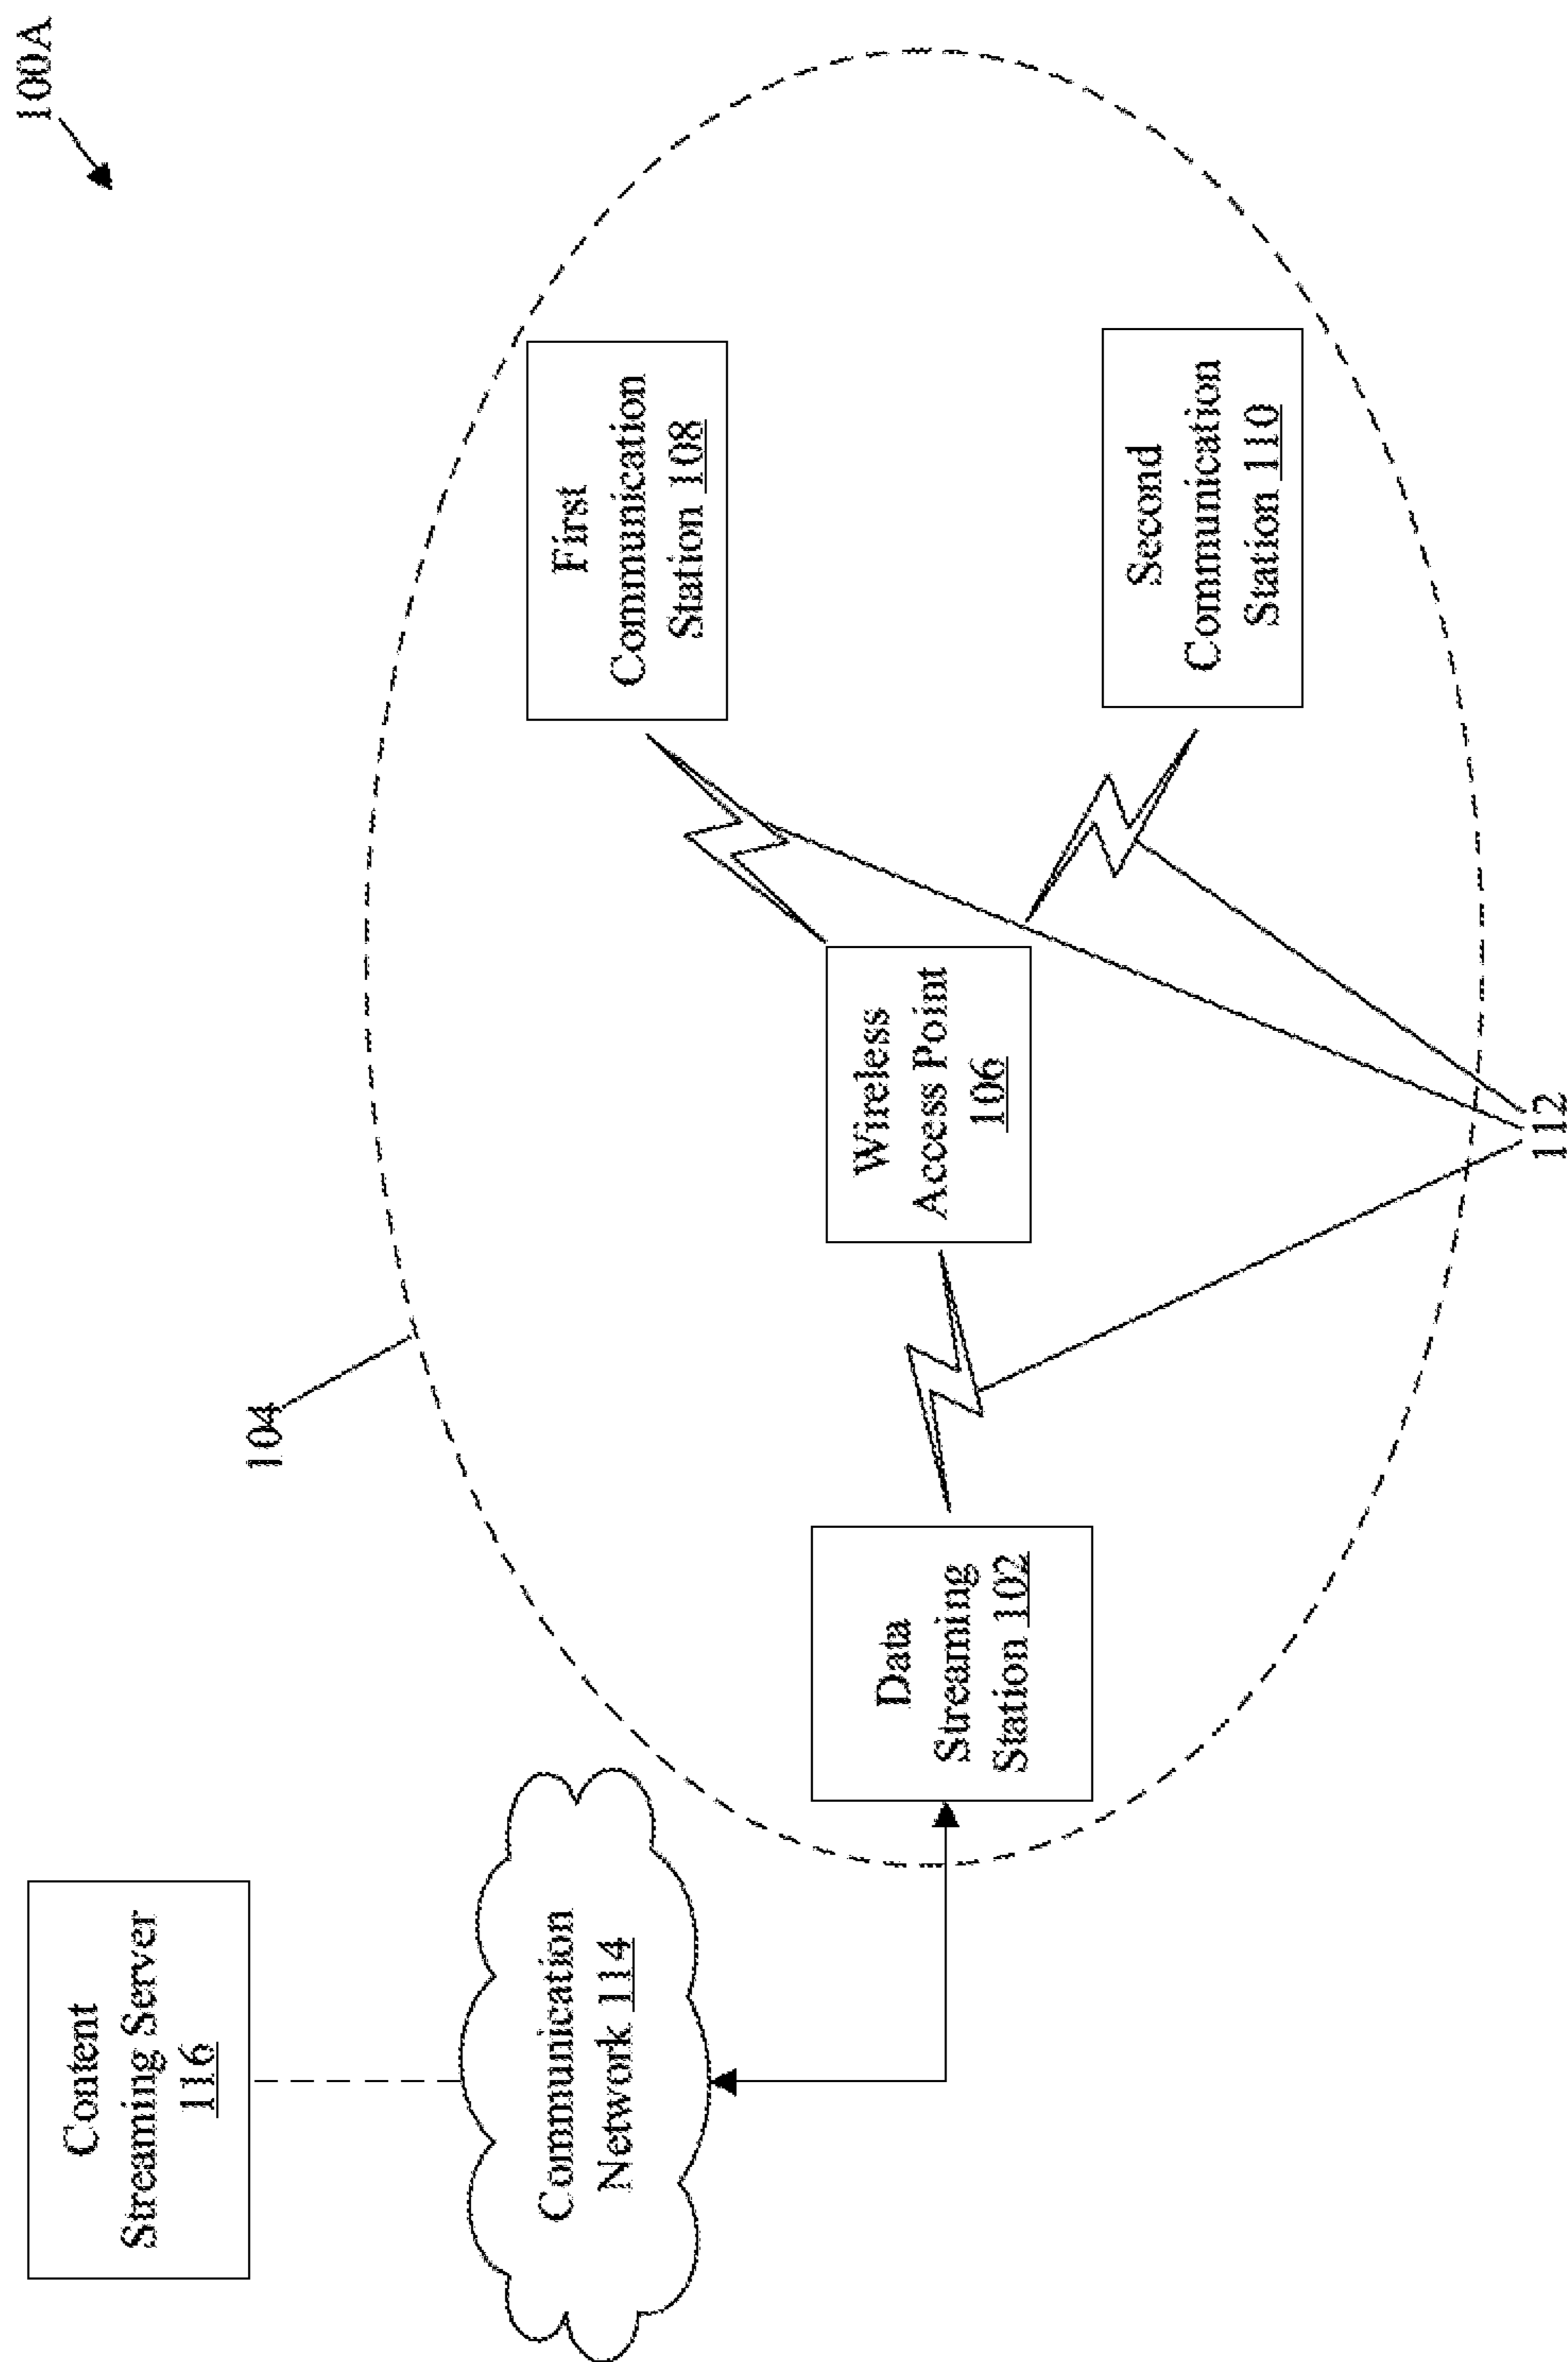 100A
Content
Streaming Server
116
104
Communication
Network 114
First
Communication
Station 108
Wireless
Access Point
106
Data
Streaming
Station 102
Second
Communication
Station 110
112